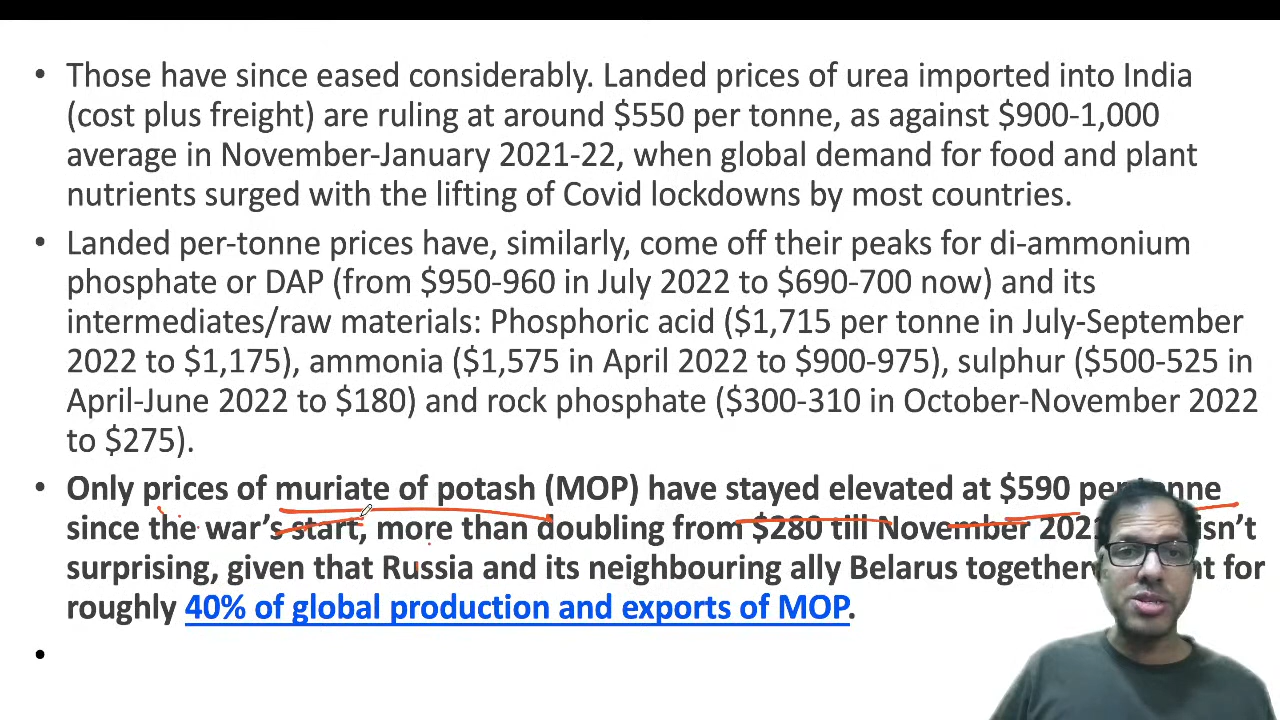 • Those have since eased considerably. Landed prices of urea imported into India
(cost plus freight) are ruling at around $550 per tonne, as against $900-1,000
average in November-January 2021-22, when global demand for food and plant
nutrients surged with the lifting of Covid lockdowns by most countries.
• Landed per-tonne prices have, similarly, come off their peaks for di-ammonium
phosphate or DAP (from $950-960 in July 2022 to $690-700 now) and its
intermediates/raw materials: Phosphoric acid ($1,715 per tonne in July-September
2022 to $1,175), ammonia ($1,575 in April 2022 to $900-975), sulphur ($500-525 in
April-June 2022 to $180) and rock phosphate ($300-310 in October-November 2022
to $275).
• Only prices of muriate of potash (MOP) have stayed elevated at $590 per tonne
since the war's start, more than doubling from $280 till November isn't
surprising, given that Russia and its neighbouring ally Belarus together for
roughly 40% of global production and exports of MOP.
•